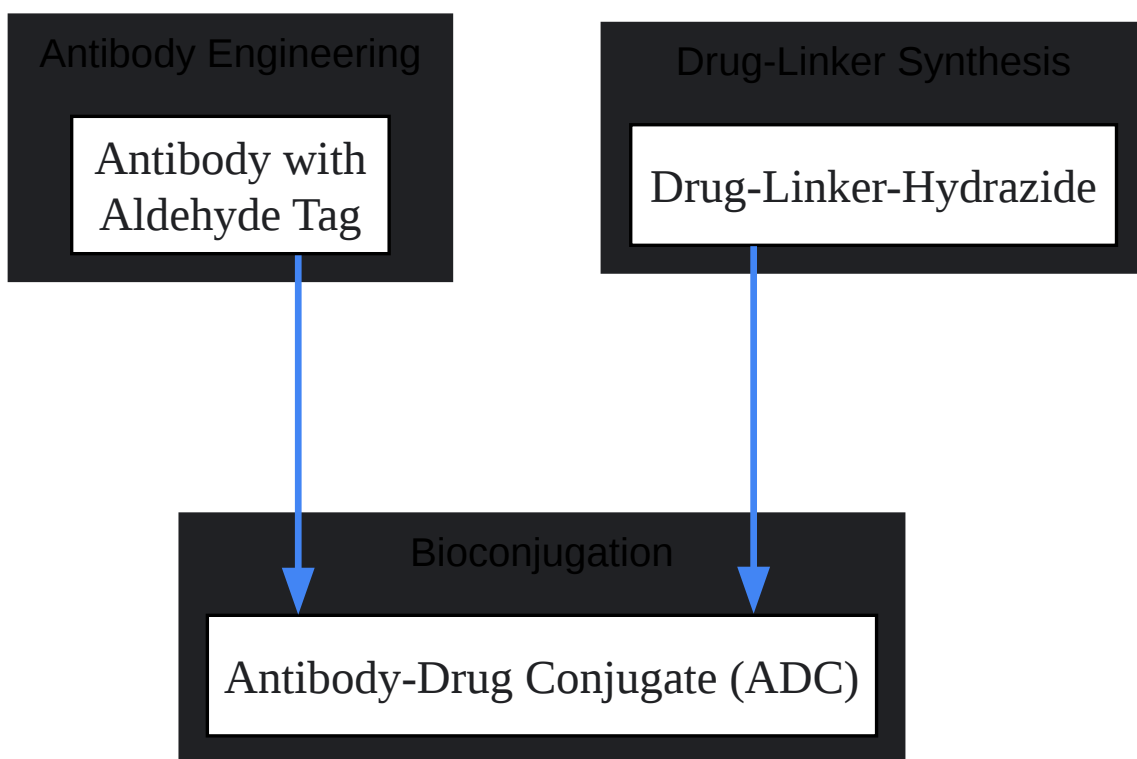 Antibody Engineering
Antibody with
Aldehyde Tag
Drug-Linker Synthesis
Drug-Linker-Hydrazide
Bioconjugation
Antibody-Drug Conjugate (ADC)